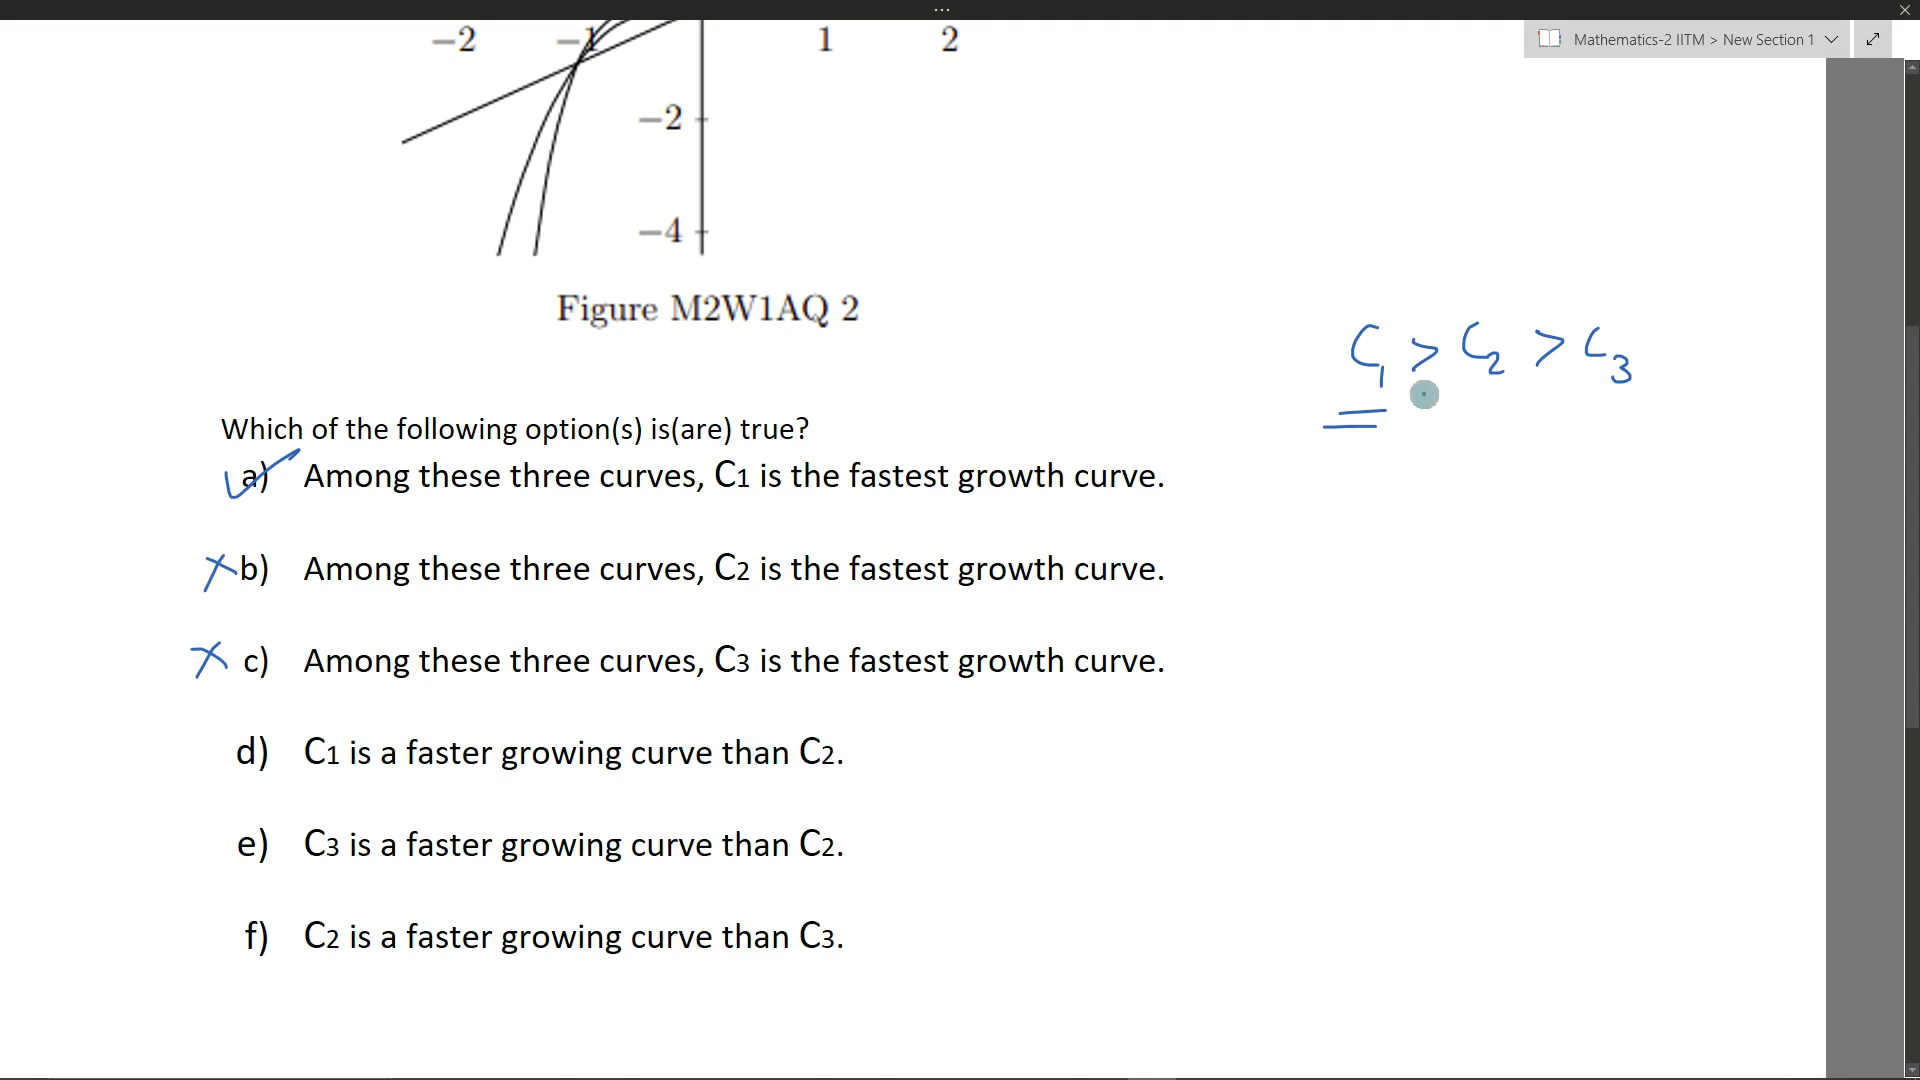 ...
Mathematics-2 IITM > New Section 1
−2 −1 1 2
−2
−4
Figure M2W1AQ 2
C1 > C2 > C3
Which of the following option(s) is(are) true?
a) Among these three curves, C1 is the fastest growth curve.
b) Among these three curves, C2 is the fastest growth curve.
c) Among these three curves, C3 is the fastest growth curve.
d) C1 is a faster growing curve than C2.
e) C3 is a faster growing curve than C2.
f) C2 is a faster growing curve than C3.